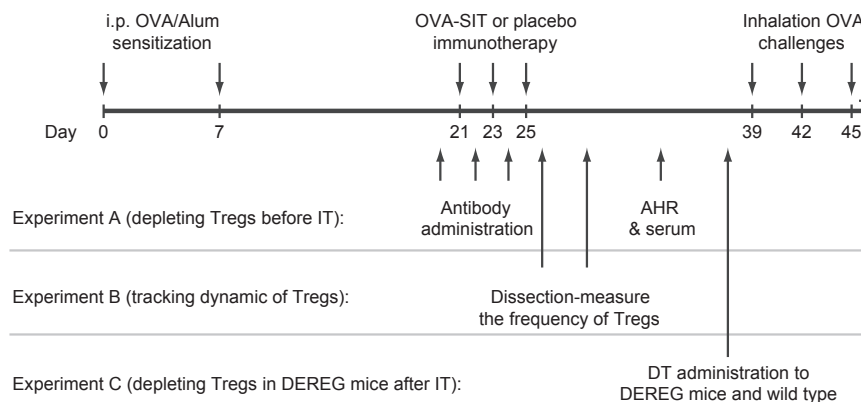 i.p. OVA/Alum
sensitization
OVA-SIT or placebo
immunotherapy
Inhalation OVA
challenges
Day 0 7 21 23 25 39 42 45
Experiment A (depleting Tregs before IT):
Antibody
administration
AHR
& serum
Experiment B (tracking dynamic of Tregs):
Dissection-measure
the frequency of Tregs
Experiment C (depleting Tregs in DEREG mice after IT):
DT administration to
DEREG mice and wild type